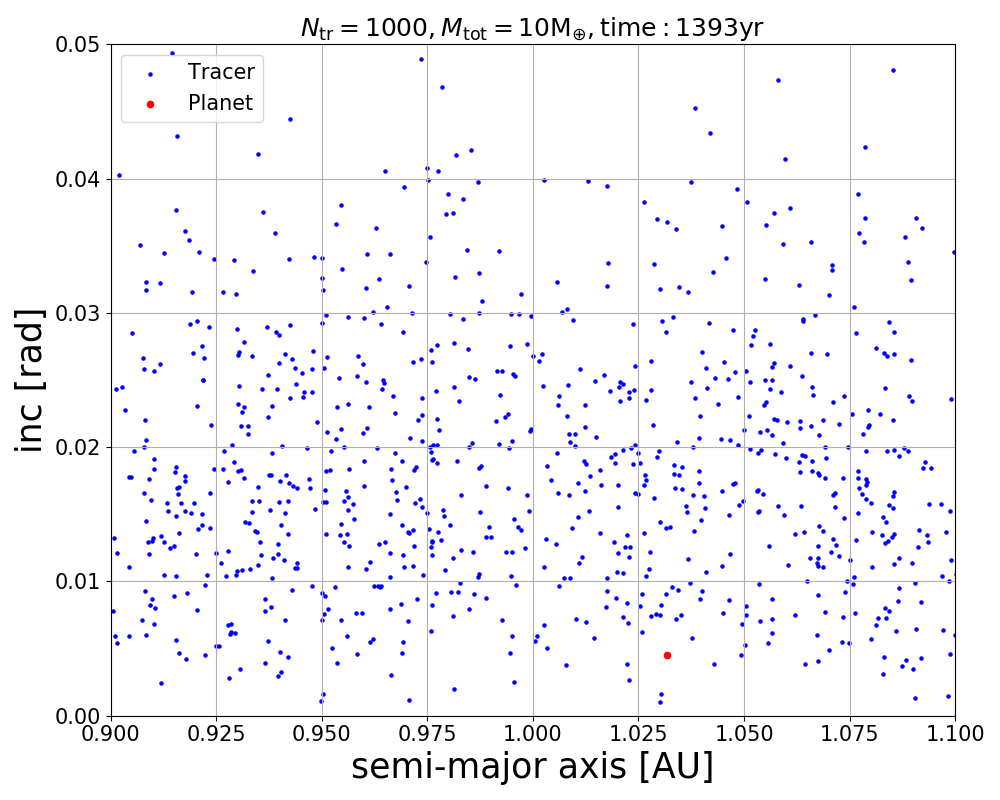 N_tr = 1000, M_tot = 10M_⊕, time : 1393yr
Tracer
Planet
0.05
0.04
0.03
0.02
0.01
0.00
inc [rad]
0.900 0.925 0.950 0.975 1.000 1.025 1.050 1.075 1.100
semi-major axis [AU]